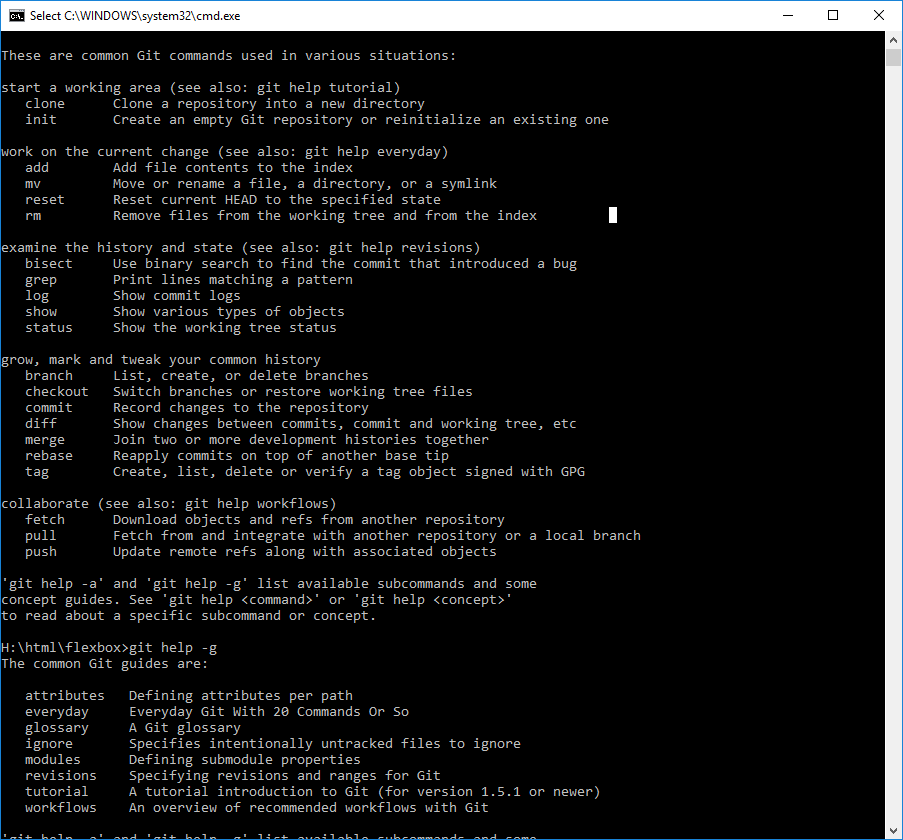 Select C:\WINDOWS\system32\cmd.exe
These are common Git commands used in various situations:
start a working area (see also: git help tutorial)
   clone      Clone a repository into a new directory
   init       Create an empty Git repository or reinitialize an existing one
work on the current change (see also: git help everyday)
   add        Add file contents to the index
   mv         Move or rename a file, a directory, or a symlink
   reset      Reset current HEAD to the specified state
   rm         Remove files from the working tree and from the index
examine the history and state (see also: git help revisions)
   bisect     Use binary search to find the commit that introduced a bug
   grep       Print lines matching a pattern
   log        Show commit logs
   show       Show various types of objects
   status     Show the working tree status
grow, mark and tweak your common history
   branch     List, create, or delete branches
   checkout   Switch branches or restore working tree files
   commit     Record changes to the repository
   diff       Show changes between commits, commit and working tree, etc
   merge      Join two or more development histories together
   rebase     Reapply commits on top of another base tip
   tag        Create, list, delete or verify a tag object signed with GPG
collaborate (see also: git help workflows)
   fetch      Download objects and refs from another repository
   pull       Fetch from and integrate with another repository or a local branch
   push       Update remote refs along with associated objects
'git help -a' and 'git help -g' list available subcommands and some
concept guides. See 'git help <command>' or 'git help <concept>'
to read about a specific subcommand or concept.
H:\html\flexbox>git help -g
The common Git guides are:
   attributes   Defining attributes per path
   everyday     Everyday Git With 20 Commands Or So
   glossary     A Git glossary
   ignore       Specifies intentionally untracked files to ignore
   modules      Defining submodule properties
   revisions    Specifying revisions and ranges for Git
   tutorial     A tutorial introduction to Git (for version 1.5.1 or newer)
   workflows    An overview of recommended workflows with Git
'git help -a' and 'git help -g' list available subcommands and some